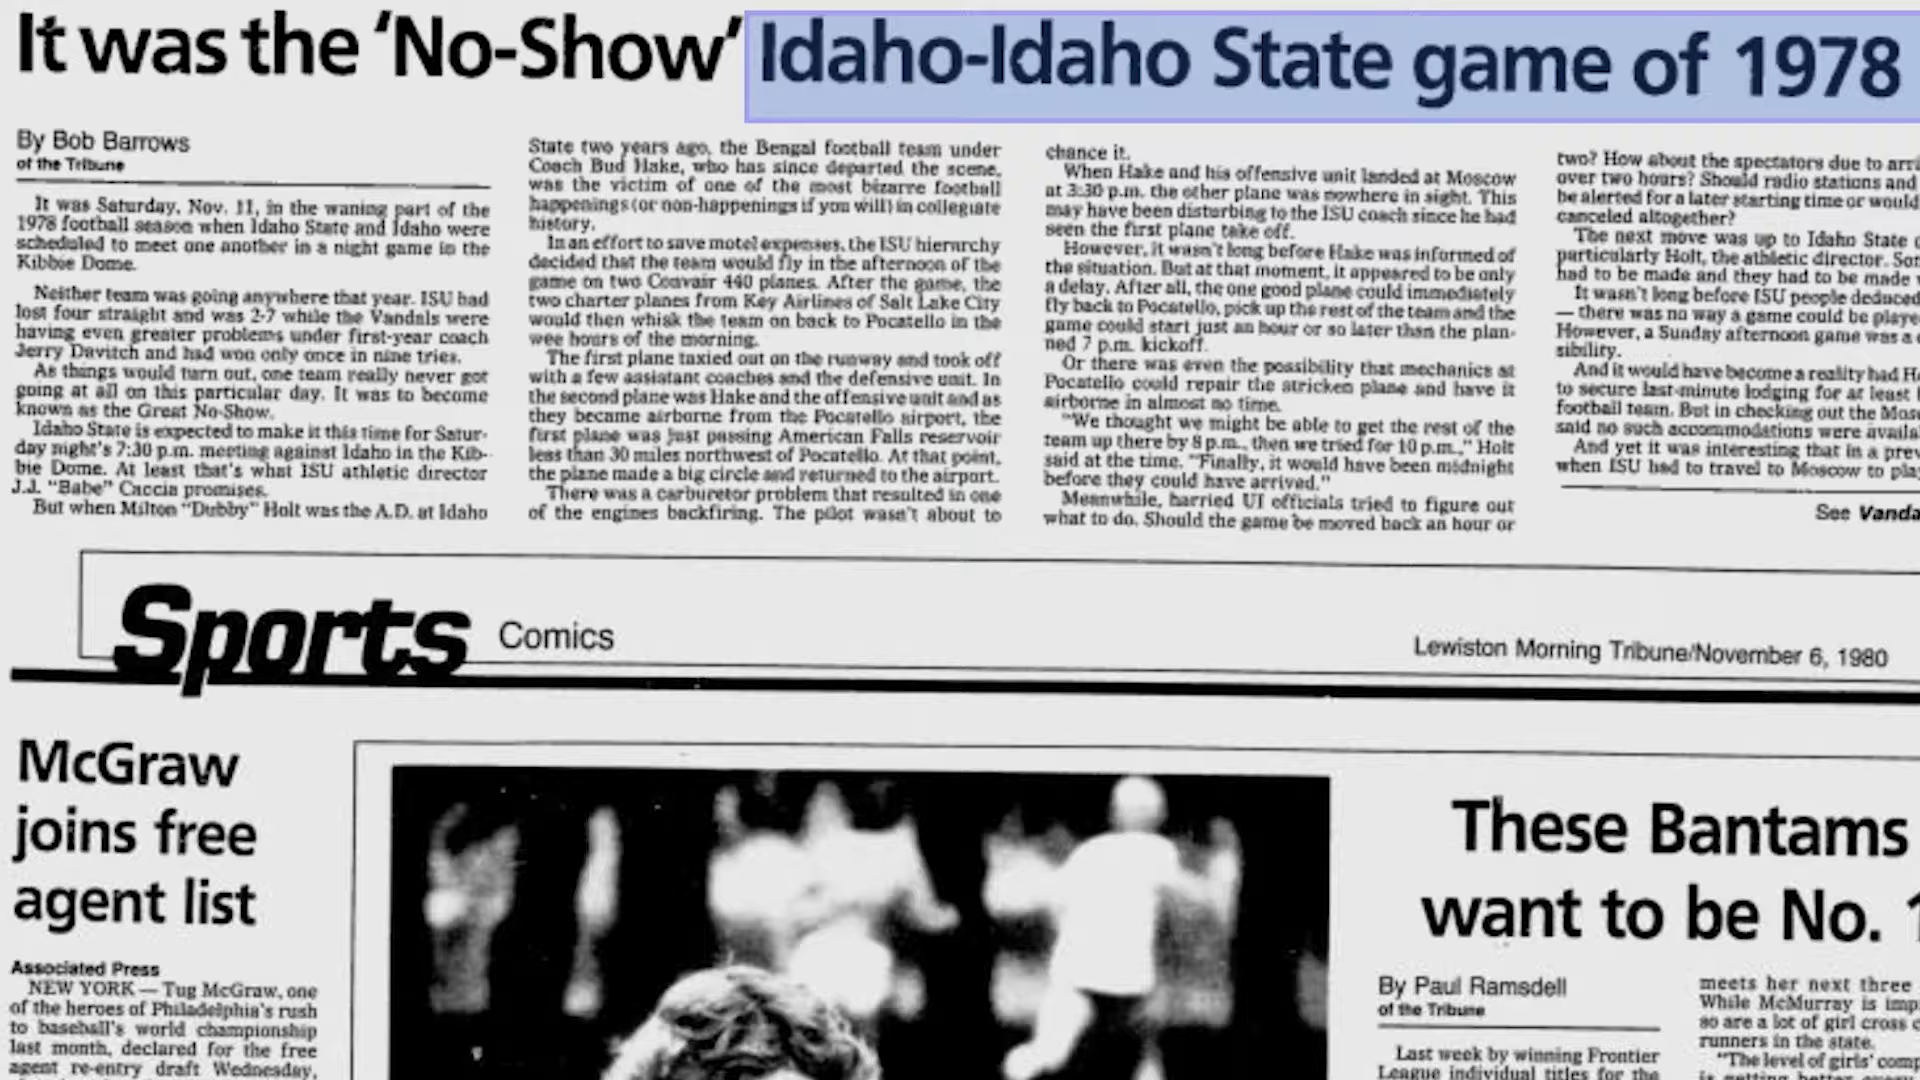 It was the ‘No-Show’ Idaho-Idaho State game of 1978
By Bob Barrows
of the Tribune
It was Saturday, Nov. 11, in the waning part of the
1978 football season when Idaho State and Idaho were
scheduled to meet one another in a night game in the
Kibbie Dome.
Neither team was going anywhere that year. ISU had
lost four straight and was 2-7 while the Vandals were
having even greater problems under first-year coach
Jerry Davitch and had won only once in nine tries.
As things would turn out, one team really never got
going at all on this particular day. It was to become
known as the Great No-Show.
Idaho State is expected to make it this time for Satur-
day night's 7:30 p.m. meeting against Idaho in the Kib-
bie Dome. At least that's what ISU athletic director
J.J. "Babe" Caccia promises.
But when Milton "Dubby" Holt was the A.D. at Idaho
State two years ago, the Bengal football team under
Coach Bud Hake, who has since departed the scene,
was the victim of one of the most bizarre football
happenings (or non-happenings if you will) in collegiate
history.
In an effort to save motel expenses, the ISU hierarchy
decided that the team would fly in the afternoon of the
game on two Convair 440 planes. After the game, the
two charter planes from Key Airlines of Salt Lake City
would then whisk the team on back to Pocatello in the
wee hours of the morning.
The first plane taxied out on the runway and took off
with a few assistant coaches and the defensive unit. In
the second plane was Hake and the offensive unit and as
they became airborne from the Pocatello airport, the
first plane was just passing American Falls reservoir
less than 30 miles northwest of Pocatello. At that point,
the plane made a big circle and returned to the airport.
There was a carburetor problem that resulted in one
of the engines backfiring. The pilot wasn't about to
chance it.
When Hake and his offensive unit landed at Moscow
at 3:30 p.m. the other plane was nowhere in sight. This
may have been disturbing to the ISU coach since he had
seen the first plane take off.
However, it wasn't long before Hake was informed of
the situation. But at that moment, it appeared to be only
a delay. After all, the one good plane could immediately
fly back to Pocatello, pick up the rest of the team and the
game could start just an hour or so later than the plan-
ned 7 p.m. kickoff.
Or there was even the possibility that mechanics at
Pocatello could repair the stricken plane and have it
airborne in almost no time.
"We thought we might be able to get the rest of the
team up there by 8 p.m., then we tried for 10 p.m.," Holt
said at the time. "Finally, it would have been midnight
before they could have arrived."
Meanwhile, harried UI officials tried to figure out
what to do. Should the game be moved back an hour or
two? How about the spectators due to
over two hours? Should radio stations and
be alerted for a later starting time or would
canceled altogether?
The next move was up to Idaho State
particularly Holt, the athletic director.
had to be made and they had to be made
It wasn't long before ISU people deduced
— there was no way a game could be
However, a Sunday afternoon game was a
sibility.
And it would have become a reality had
to secure last-minute lodging for at least
football team. But in checking out the
said no such accommodations were
And yet it was interesting that in a
when ISU had to travel to Moscow to
See
Sports
Comics
Lewiston Morning Tribune/November 6, 1980
McGraw
joins free
agent list
Associated Press
NEW YORK — Tug McGraw, one
of the heroes of Philadelphia's rush
to baseball's world championship
last month, declared for the free
agent re-entry draft Wednesday,
These Bantams
want to be No.
By Paul Ramsdell
of the Tribune
Last week by winning Frontier
League individual titles for the
meets her next three
While McMurray is
so are a lot of girl cross
runners in the state.
"The level of girls'